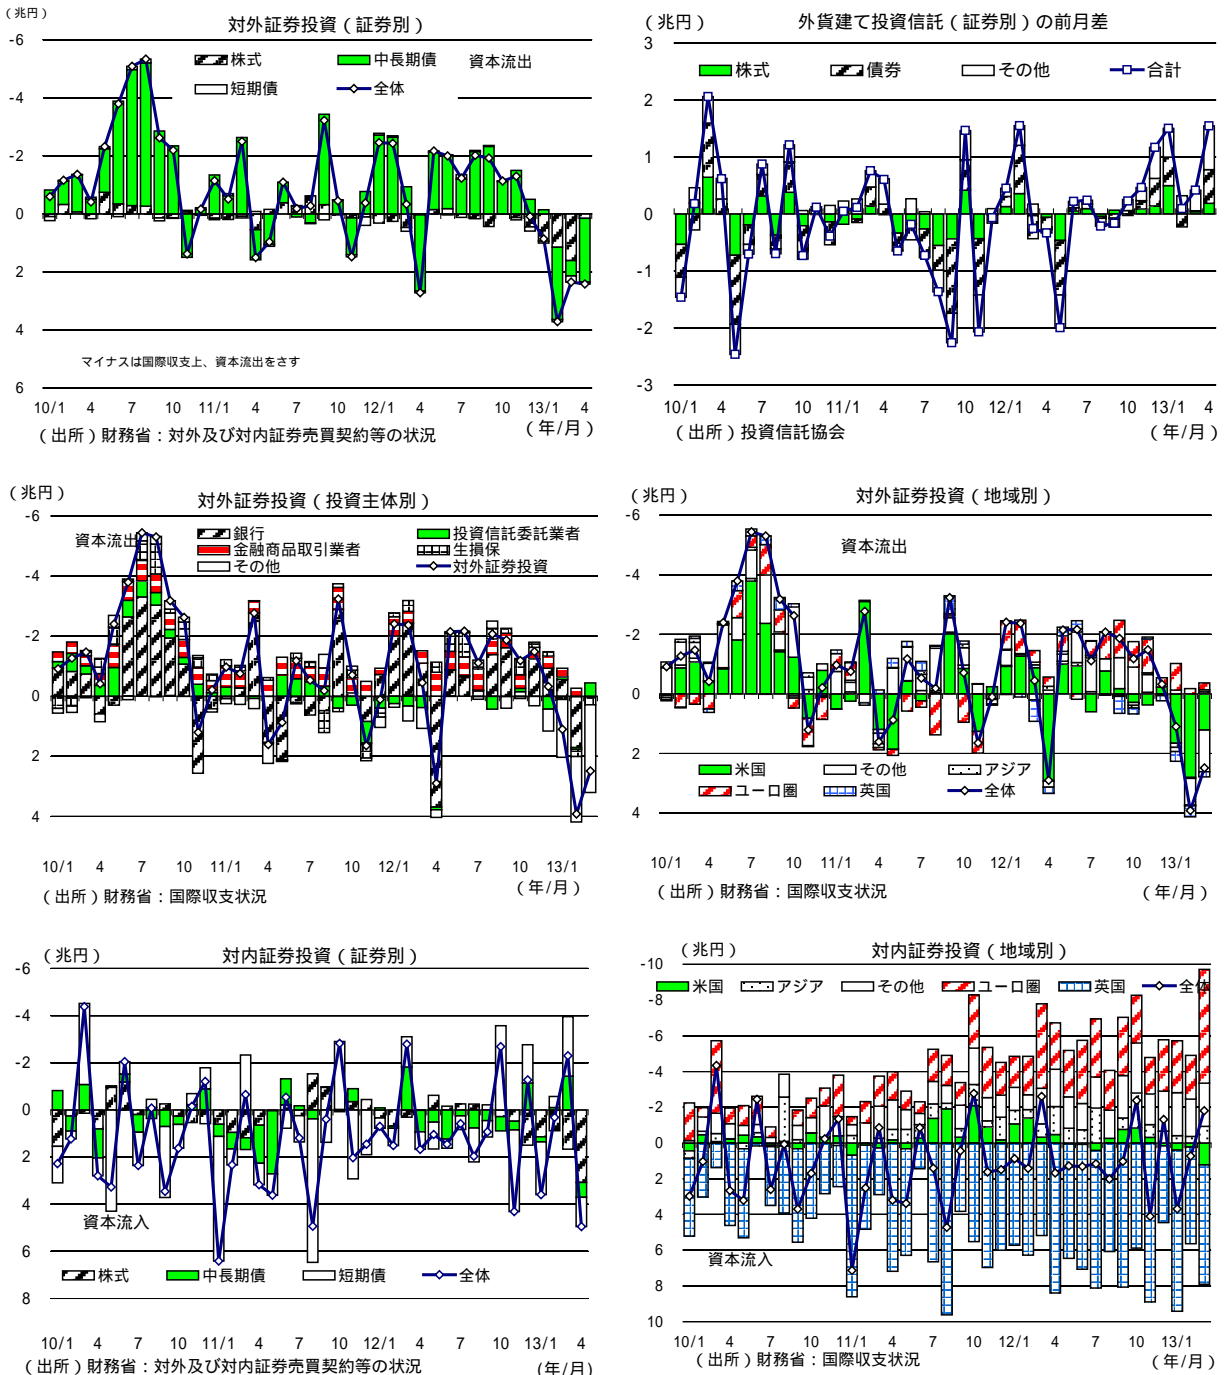 (兆円)
対外証券投資(証券別)
-6
株式
中長期債
資本流出
短期債
全体
-4
-2
0
2
4
マイナスは国際収支上、資本流出をさす
6
10/1 4 7 10 11/1 4 7 10 12/1 4 7 10 13/1 4
(年/月)
(出所)財務省:対外及び対内証券売買契約等の状況
(兆円)
外貨建て投資信託(証券別)の前月差
3
株式
債券
その他
合計
2
1
0
-1
-2
-3
10/1 4 7 10 11/1 4 7 10 12/1 4 7 10 13/1 4
(出所)投資信託協会
(年/月)
(兆円)
対外証券投資(投資主体別)
-6
銀行
投資信託委託業者
資本流出
金融商品取引業者
生損保
その他
対外証券投資
-4
-2
0
2
4
10/1 4 7 10 11/1 4 7 10 12/1 4 7 10 13/1
(年/月)
(出所)財務省:国際収支状況
(兆円)
対外証券投資(地域別)
-6
資本流出
-4
-2
0
2
米国
その他
アジア
ユーロ圏
英国
全体
4
10/1 4 7 10 11/1 4 7 10 12/1 4 7 10 13/1
(出所)財務省:国際収支状況
(年/月)
(兆円)
対内証券投資(証券別)
-6
-4
-2
0
2
4
資本流入
6
株式
中長期債
短期債
全体
8
10/1 4 7 10 11/1 4 7 10 12/1 4 7 10 13/1 4
(出所)財務省:対外及び対内証券売買契約等の状況
(年/月)
(兆円)
対内証券投資(地域別)
-10
米国
アジア
その他
ユーロ圏
英国
全体
-8
-6
-4
-2
0
2
4
6
資本流入
8
10
10/1 4 7 10 11/1 4 7 10 12/1 4 7 10 13/1
(出所)財務省:国際収支状況
(年/月)